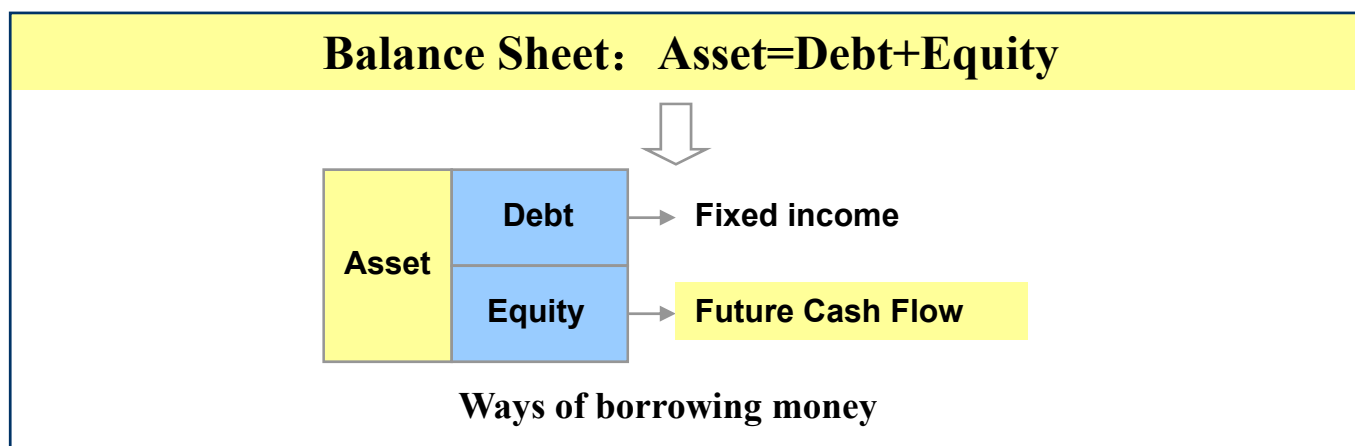 Balance Sheet： Asset=Debt+Equity
Debt
Fixed income
Asset
Equity
Future Cash Flow
Ways of borrowing money